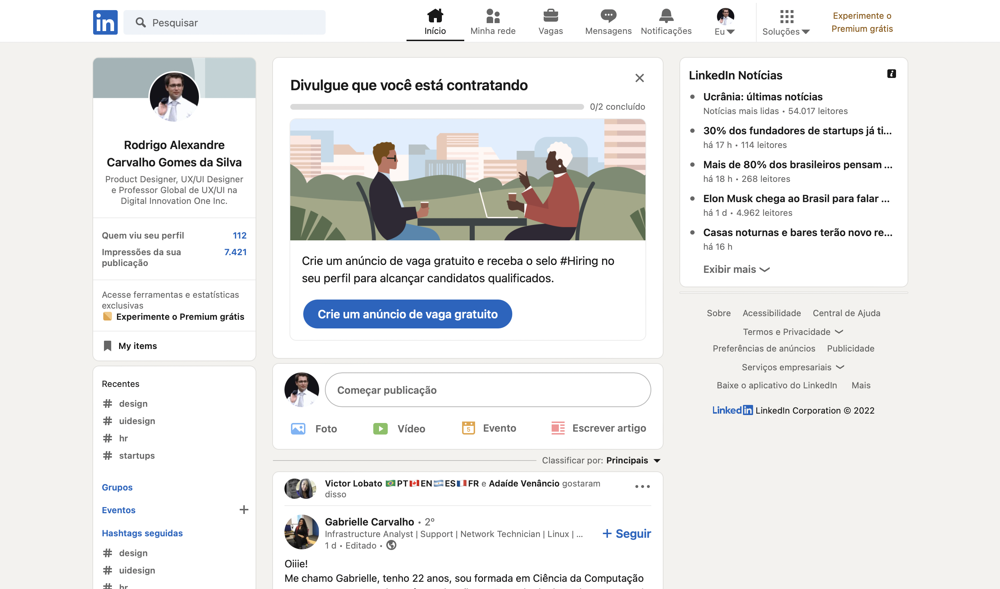 in
Pesquisar
Início
Minha rede
Vagas
Mensagens
Notificações
Eu
Soluções
Experimente o
Premium grátis
Rodrigo Alexandre
Carvalho Gomes da Silva
Product Designer, UX/UI Designer
e Professor Global de UX/UI na
Digital Innovation One Inc.
Quem viu seu perfil 112
Impressões da sua 7.421
publicação
Acesse ferramentas e estatísticas
exclusivas
Experimente o Premium grátis
My items
Recentes
# design
# uidesign
# hr
# startups
Grupos
Eventos +
Hashtags seguidas
# design
# uidesign
# hr
Divulgue que você está contratando
0/2 concluído
Crie um anúncio de vaga gratuito e receba o selo #Hiring no
seu perfil para alcançar candidatos qualificados.
Crie um anúncio de vaga gratuito
Começar publicação
Foto
Vídeo
5 Evento
Escrever artigo
Classificar por: Principais
Victor Lobato 🇧🇷PT🇨🇦EN🇦🇷ES🇫🇷FR e Adaíde Venâncio gostaram
disso
Gabrielle Carvalho • 2º
Infrastructure Analyst | Support | Network Technician | Linux | ...
1 d • Editado •
+ Seguir
Oiiie!
Me chamo Gabrielle, tenho 22 anos, sou formada em Ciência da Computação
LinkedIn Notícias
Ucrânia: últimas notícias
Notícias mais lidas • 54.017 leitores
30% dos fundadores de startups já ti...
há 17 h • 114 leitores
Mais de 80% dos brasileiros pensam ...
há 18 h • 268 leitores
Elon Musk chega ao Brasil para falar ...
há 1 d • 4.962 leitores
Casas noturnas e bares terão novo re...
há 16 h
Exibir mais
Sobre Acessibilidade Central de Ajuda
Termos e Privacidade
Preferências de anúncios Publicidade
Serviços empresariais
Baixe o aplicativo do LinkedIn Mais
LinkedIn LinkedIn Corporation © 2022